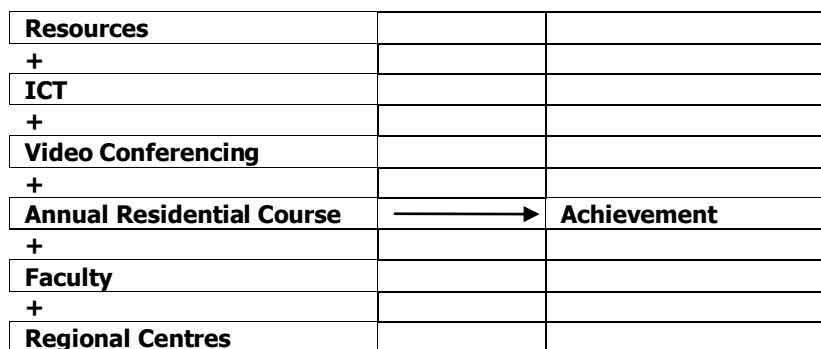 Resources
+
ICT
+
Video Conferencing
+
Annual Residential Course Achievement
+
Faculty
+
Regional Centres